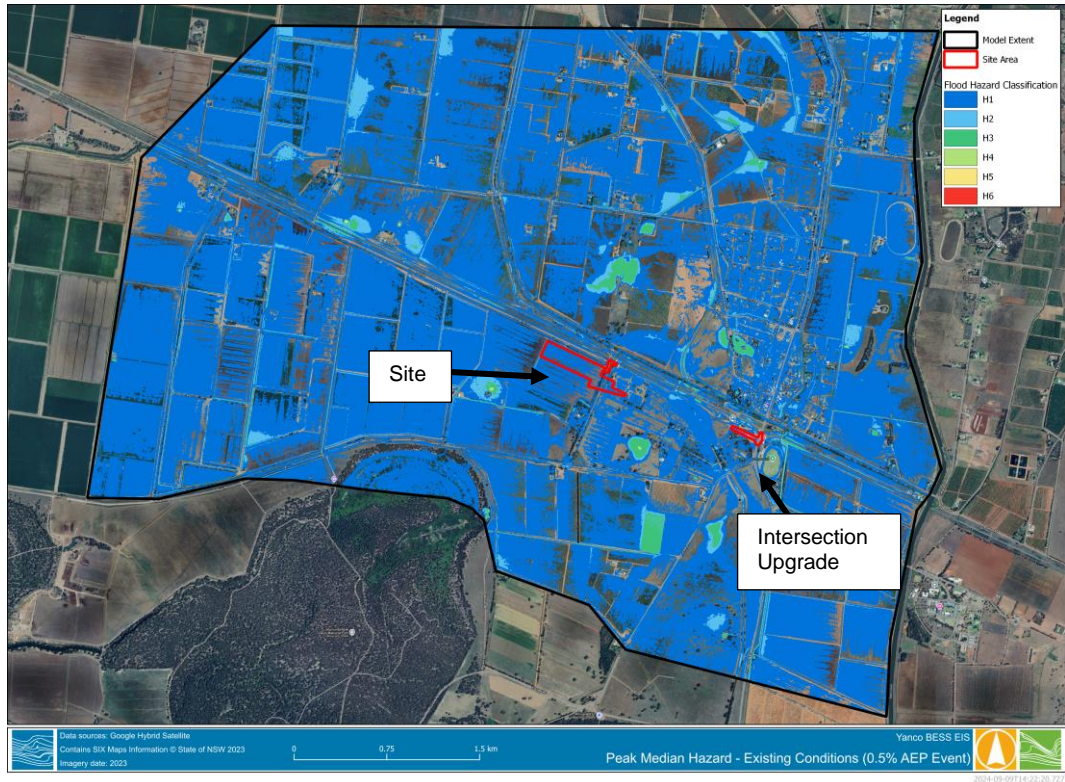 Legend
Model Extent
Site Area
Flood Hazard Classification
H1
H2
H3
H4
H5
H6
Site
Intersection
Upgrade
Data sources: Google Hybrid Satellite
Contains SIX Maps Information © State of NSW 2023
Imagery date: 2023
0 0.75 1.5 km
Yanco BESS EIS
Peak Median Hazard - Existing Conditions (0.5% AEP Event)
2024-09-09T14:22:20.727